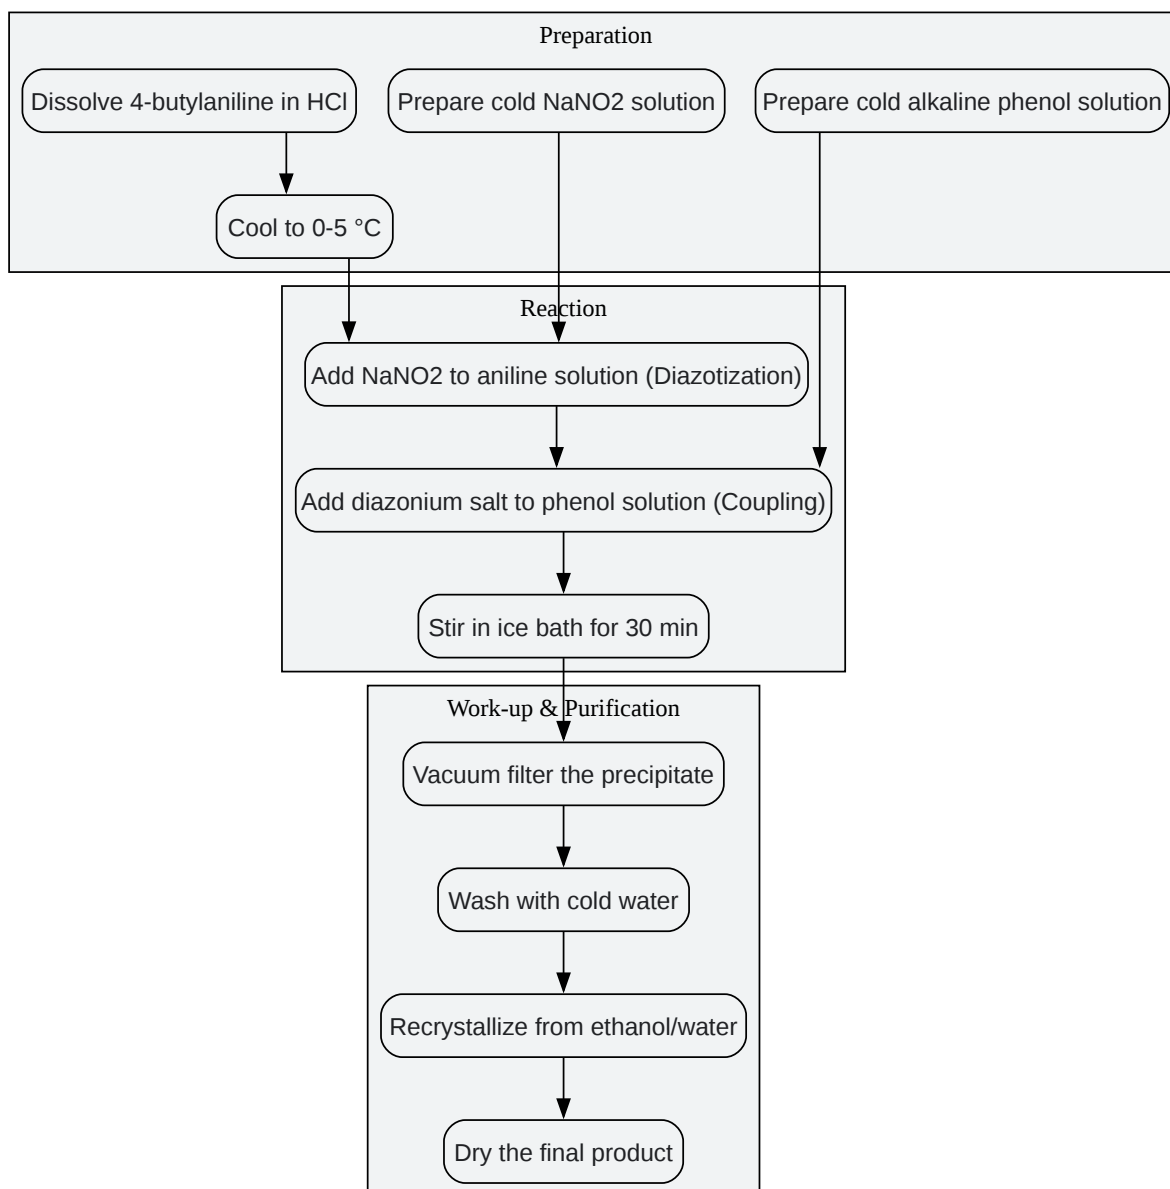 Preparation
Dissolve 4-butylaniline in HCl
Prepare cold NaNO2 solution
Prepare cold alkaline phenol solution
Cool to 0-5 °C
Reaction
Add NaNO2 to aniline solution (Diazotization)
Add diazonium salt to phenol solution (Coupling)
Stir in ice bath for 30 min
Work-up & Purification
Vacuum filter the precipitate
Wash with cold water
Recrystallize from ethanol/water
Dry the final product